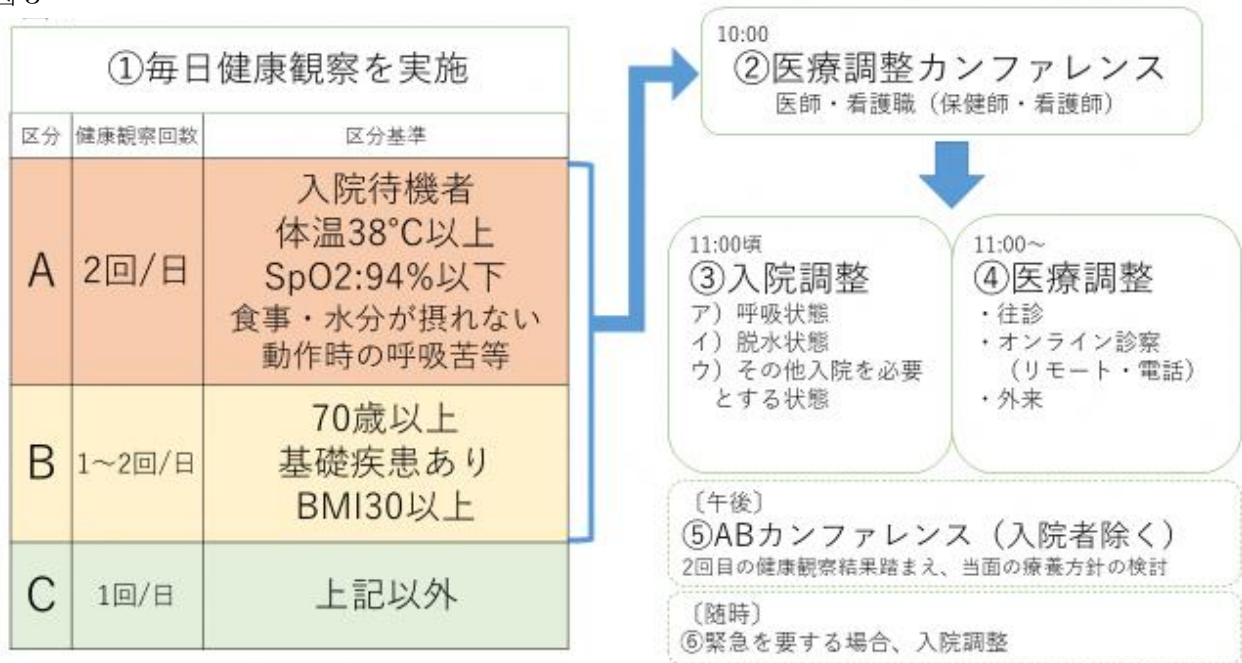 ①毎日健康観察を実施
区分 健康観察回数 区分基準
A 2回/日
入院待機者
体温38℃以上
SpO2:94%以下
食事・水分が摂れない
動作時の呼吸苦等
B 1~2回/日
70歳以上
基礎疾患あり
BMI30以上
C 1回/日 上記以外
10:00
②医療調整カンファレンス
医師・看護職（保健師・看護師）
11:00頃
③入院調整
ア）呼吸状態
イ）脱水状態
ウ）その他入院を必要
とする状態
11:00~
④医療調整
・往診
・オンライン診察
（リモート・電話）
・外来
〔午後〕
⑤ABカンファレンス（入院者除く）
2回目の健康観察結果踏まえ、当面の療養方針の検討
〔随時〕
⑥緊急を要する場合、入院調整